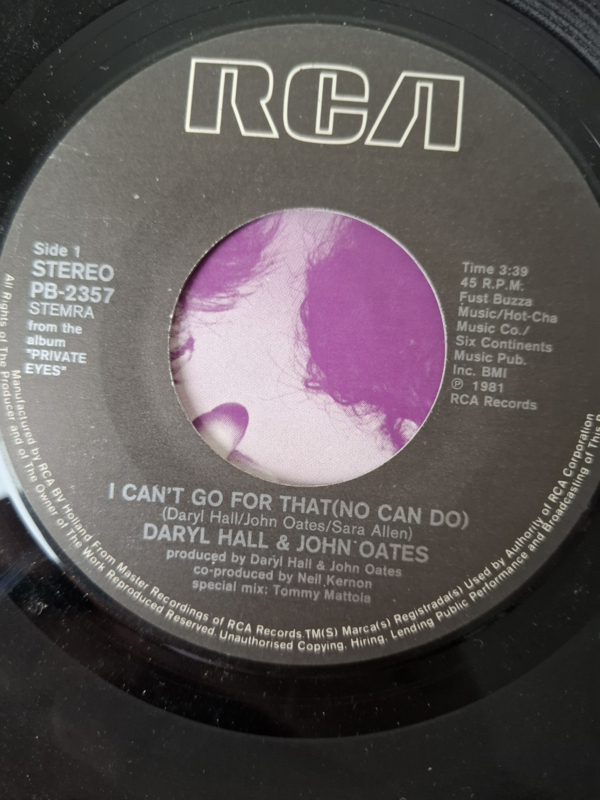 RCA
Side 1
STEREO
PB-2357
STEMRA
from the
album
"PRIVATE
EYES"
Time 3:39
45 R.P.M:
Fust Buzza
Music/Hot-Cha
Music Co./
Six Continents
Music Pub.
Inc. BMI
℗ 1981
RCA Records
I CAN'T GO FOR THAT(NO CAN DO)
(Daryl Hall/John Oates/Sara Allen)
DARYL HALL & JOHN OATES
produced by Daryl Hall & John Oates
co-produced by Neil Kernon
special mix: Tommy Mattola
Manufactured by RCA BV Holland From Master Recordings of RCA Records.TM(S) Marca(s) Registrada(s) Used by Authority of RCA Corporation
All Rights of The Producer and of The Owner of The Work Reproduced Reserved. Unauthorised Copying, Hiring, Lending Public Performance and Broadcasting of This